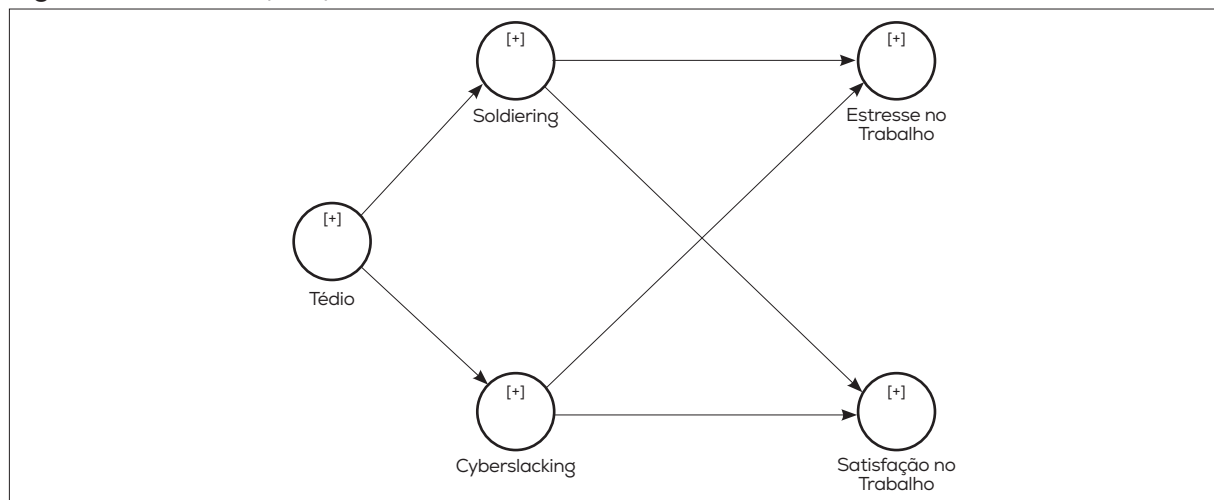 [+]
Soldiering
[+]
Estresse no
Trabalho
[+]
Tédio
[+]
Cyberslacking
[+]
Satisfação no
Trabalho